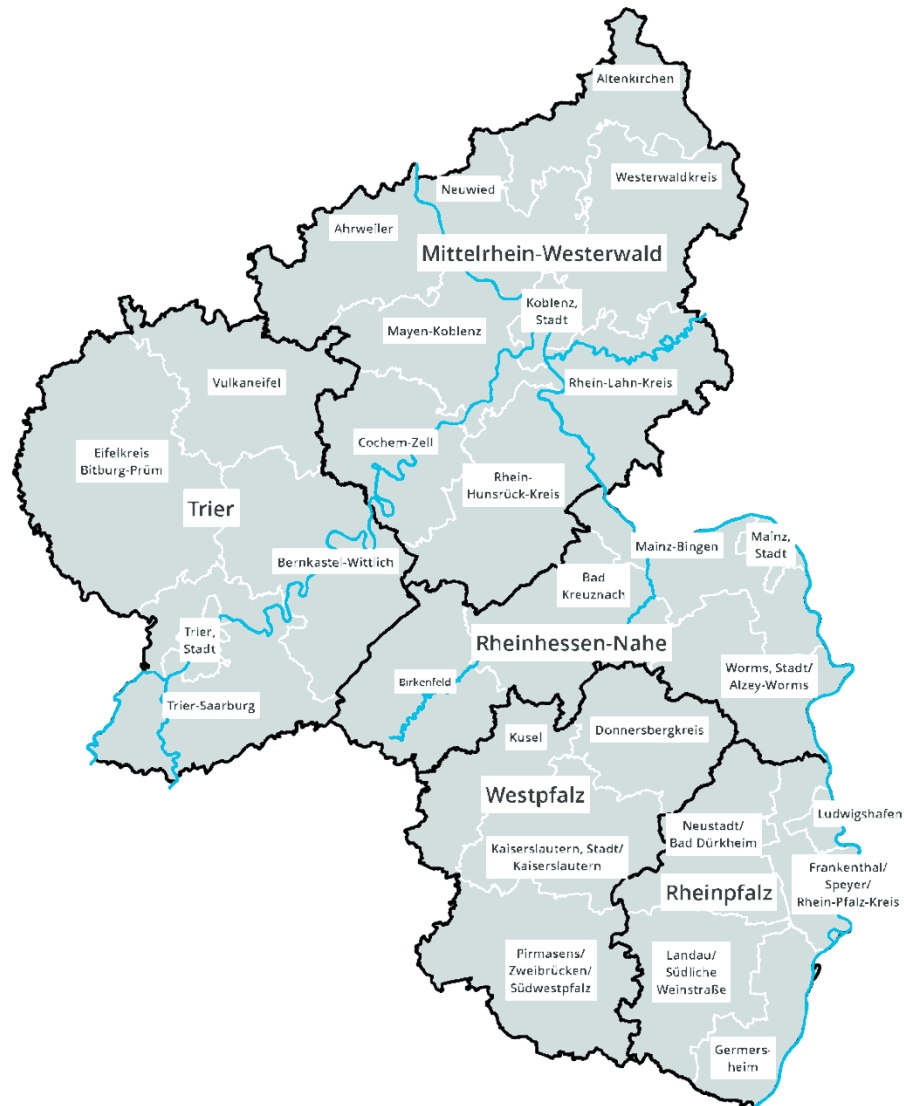 Altenkirchen
Westerwaldkreis
Neuwied
Ahrweiler
Mittelrhein-Westerwald
Koblenz,
Stadt
Mayen-Koblenz
Rhein-Lahn-Kreis
Vulkaneifel
Cochem-Zell
Eifelkreis
Bitburg-Prüm
Rhein-
Hunsrück-Kreis
Trier
Mainz-Bingen
Mainz,
Stadt
Bernkastel-Wittlich
Bad
Kreuznach
Trier,
Stadt
Rheinhessen-Nahe
Worms, Stadt/
Alzey-Worms
Birkenfeld
Trier-Saarburg
Kusel
Donnersbergkreis
Westpfalz
Ludwigshafen
Neustadt/
Bad Dürkheim
Kaiserslautern, Stadt/
Kaiserslautern
Frankenthal/
Speyer/
Rhein-Pfalz-Kreis
Rheinpfalz
Pirmasens/
Zweibrücken/
Südwestpfalz
Landau/
Südliche
Weinstraße
Germers-
heim